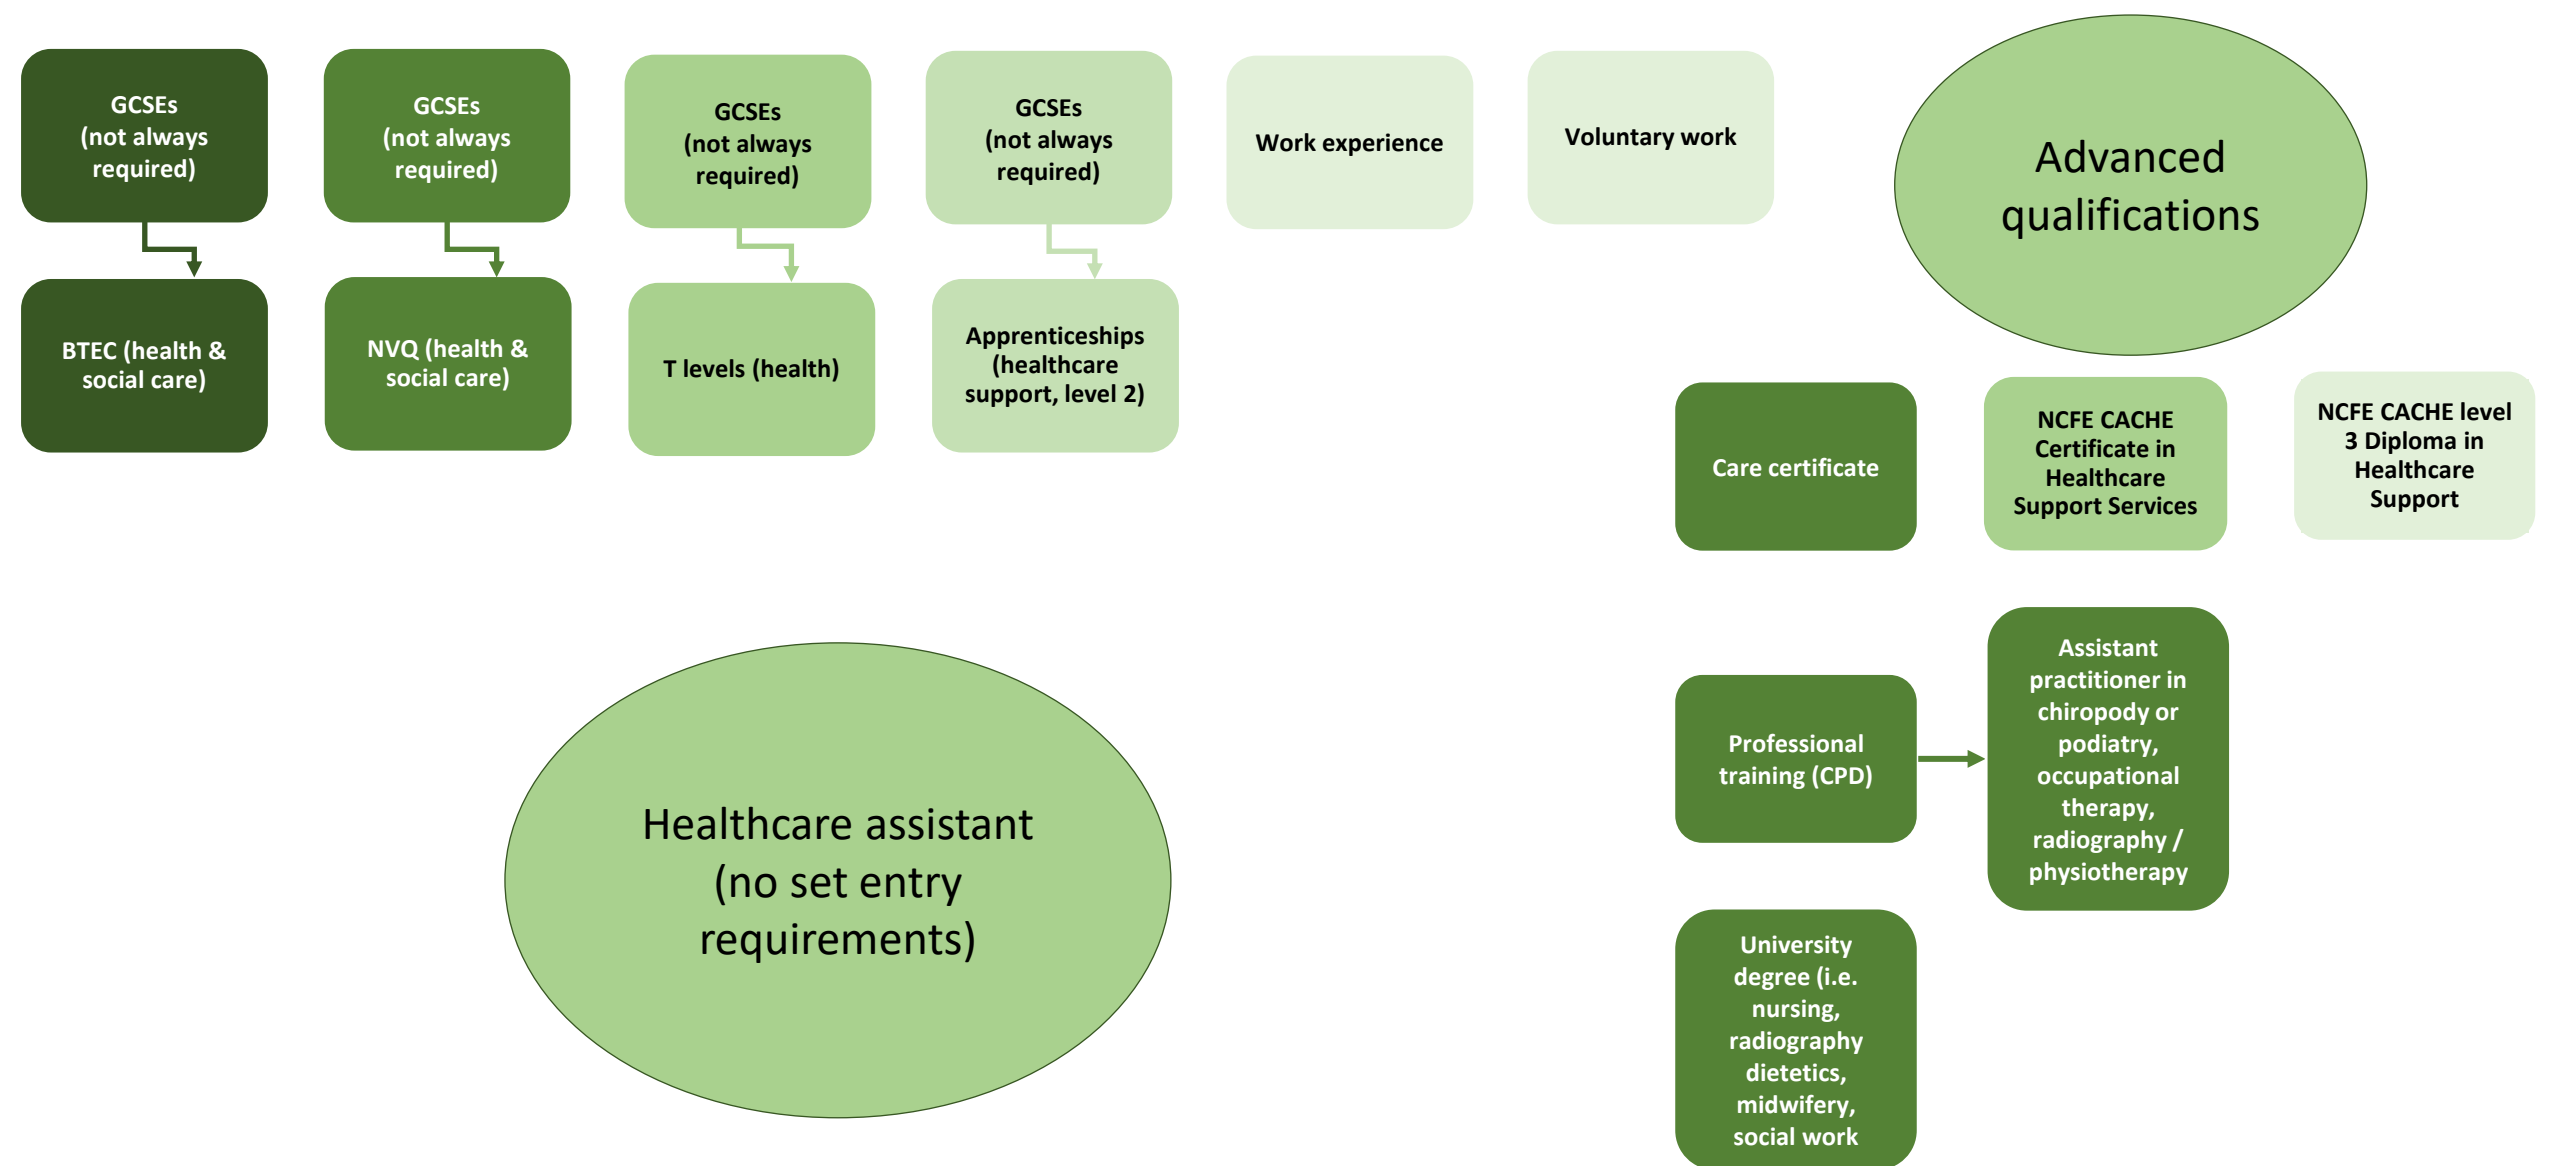 GCSEs
(not always
required)
GCSEs
(not always
required)
GCSEs
(not always
required)
GCSEs
(not always
required)
Work experience
Voluntary work
BTEC (health &
social care)
NVQ (health &
social care)
T levels (health)
Apprenticeships
(healthcare
support, level 2)
Healthcare assistant
(no set entry
requirements)
Advanced
qualifications
Care certificate
NCFE CACHE
Certificate in
Healthcare
Support Services
NCFE CACHE level
3 Diploma in
Healthcare
Support
Professional
training (CPD)
Assistant
practitioner in
chiropody or
podiatry,
occupational
therapy,
radiography /
physiotherapy
University
degree (i.e.
nursing,
radiography
dietetics,
midwifery,
social work